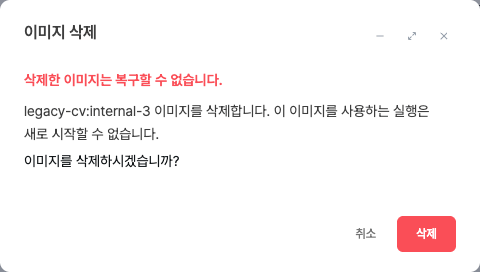 이미지 삭제
삭제한 이미지는 복구할 수 없습니다.
legacy-cv:internal-3 이미지를 삭제합니다. 이 이미지를 사용하는 실행은
새로 시작할 수 없습니다.
이미지를 삭제하시겠습니까?
취소
삭제